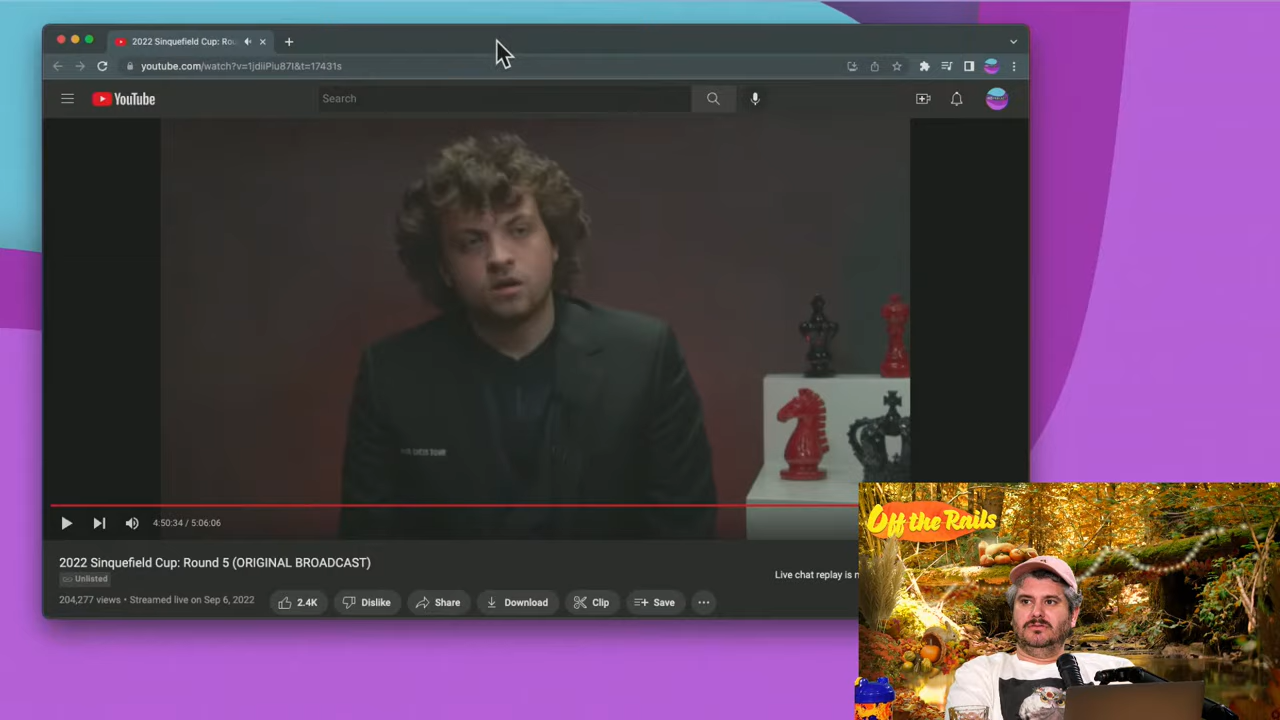 2022 Sinquefield Cup: Rou
youtube.com/watch?v=1jdiiPiu87I&t=17431s
YouTube
Search
4:50:34 / 5:06:06
2022 Sinquefield Cup: Round 5 (ORIGINAL BROADCAST)
Unlisted
Live chat replay is n
204,277 views • Streamed live on Sep 6, 2022
2.4K
Dislike
Share
Download
Clip
Save
Off the Rails